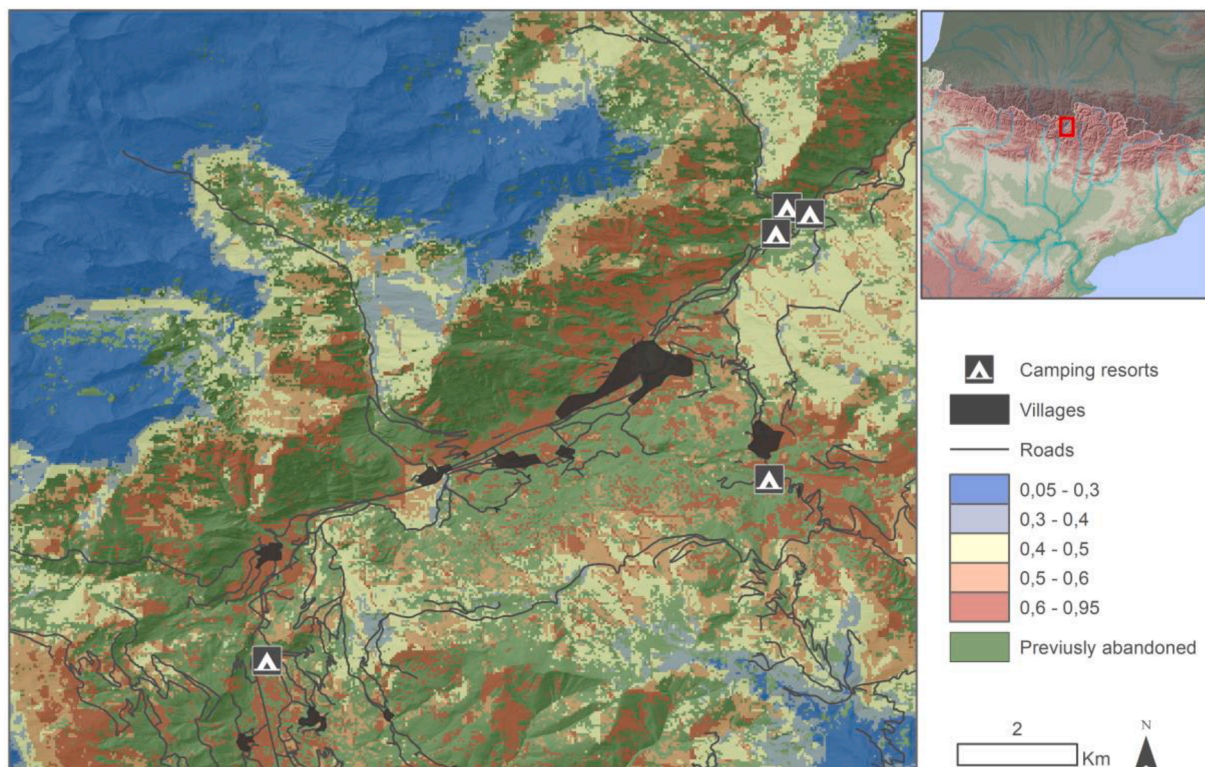 Camping resorts
Villages
Roads
0,05 - 0,3
0,3 - 0,4
0,4 - 0,5
0,5 - 0,6
0,6 - 0,95
Previusly abandoned
2
Km
N